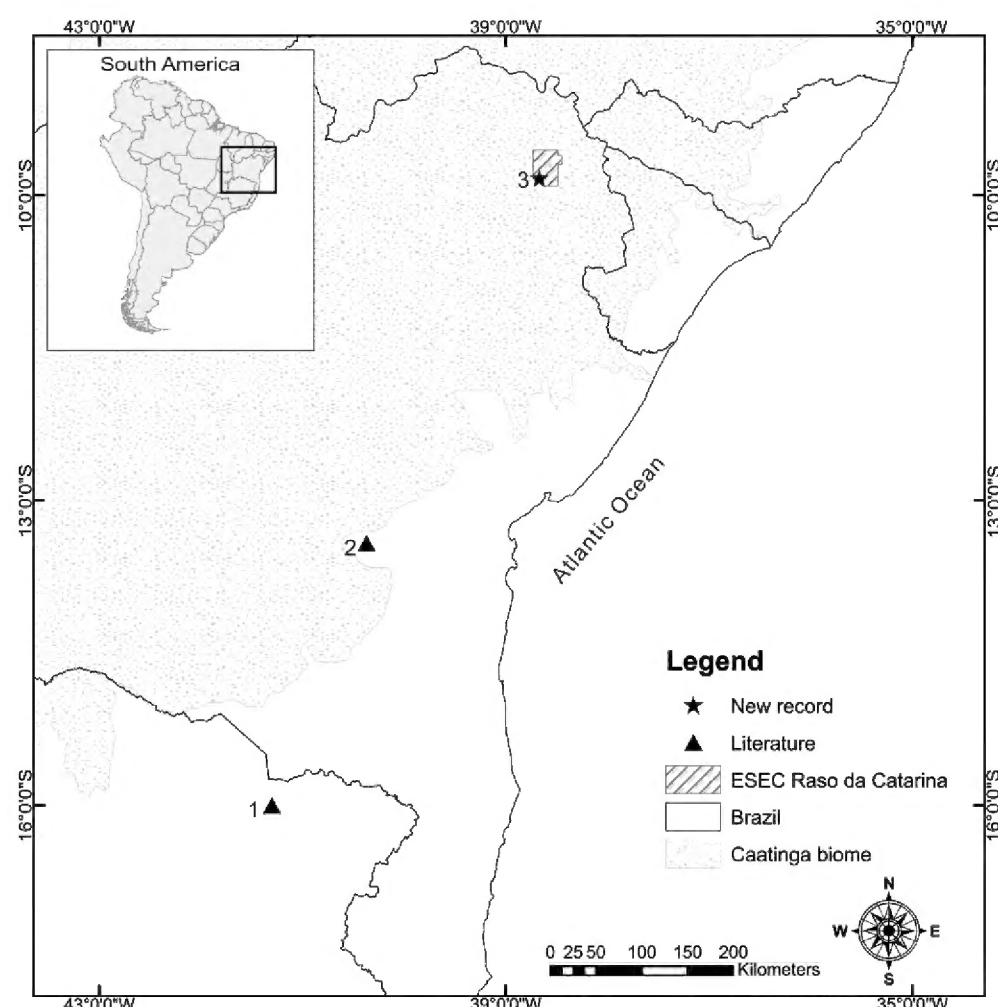 43°0'0"W 39°0'0"W 35°0'0"W
South America
10°0'0"S 10°0'0"S
3
13°0'0"S 13°0'0"S
Atlantic Ocean
2
Legend
New record
Literature
ESEC Raso da Catarina
Brazil
Caatinga biome
16°0'0"S 16°0'0"S
1
N
W E
S
0 25 50 100 150 200
Kilometers
43°0'0"W 39°0'0"W 35°0'0"W